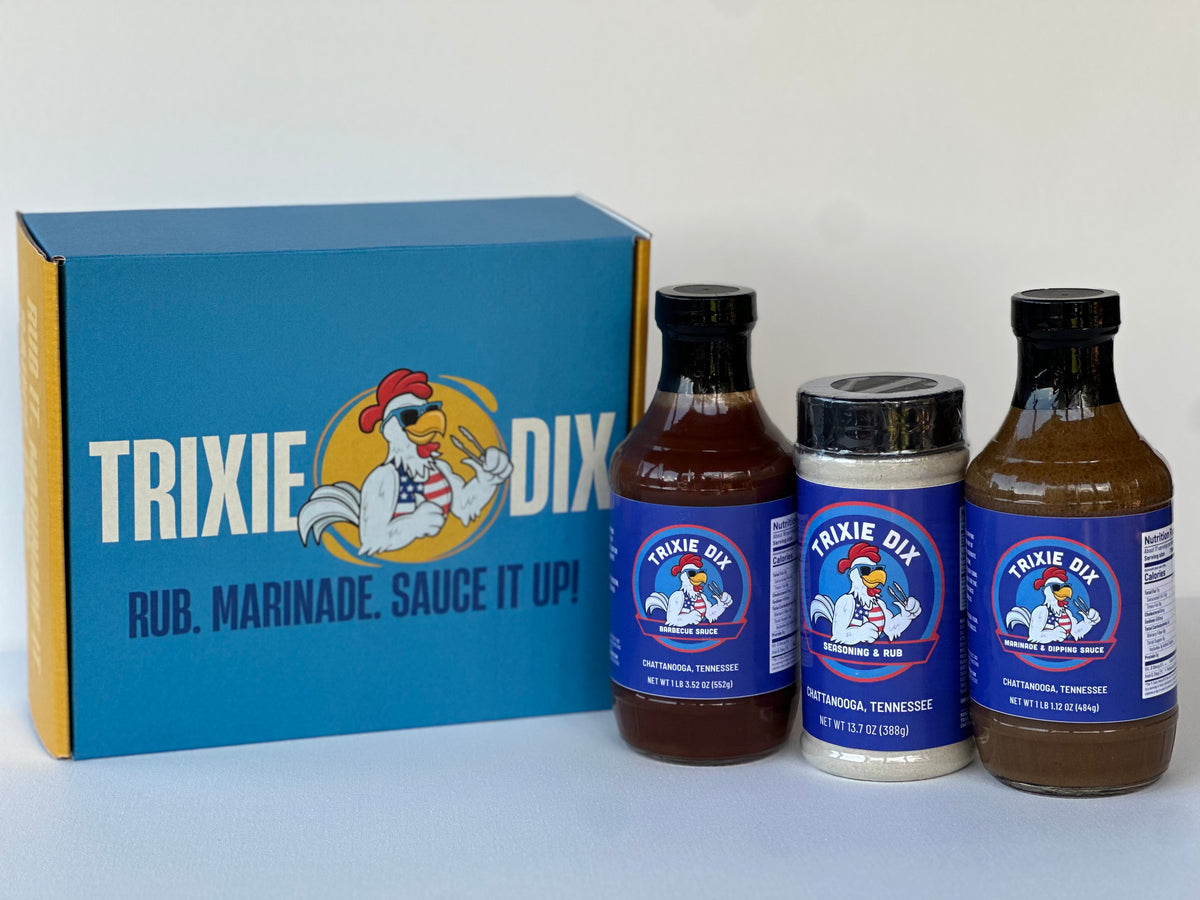 TRIXIE DIX
RUB. MARINADE. SAUCE IT UP!
TRIXIE DIX
BARBECUE SAUCE
CHATTANOOGA, TENNESSEE
NET WT 1 LB 3.52 OZ (552g)
Calories
TRIXIE DIX
SEASONING & RUB
CHATTANOOGA, TENNESSEE
NET WT 13.7 OZ (388g)
TRIXIE DIX
MARINADE & DIPPING SAUCE
CHATTANOOGA, TENNESSEE
NET WT 1 LB 1.12 OZ (484g)
Nutrition
Calories